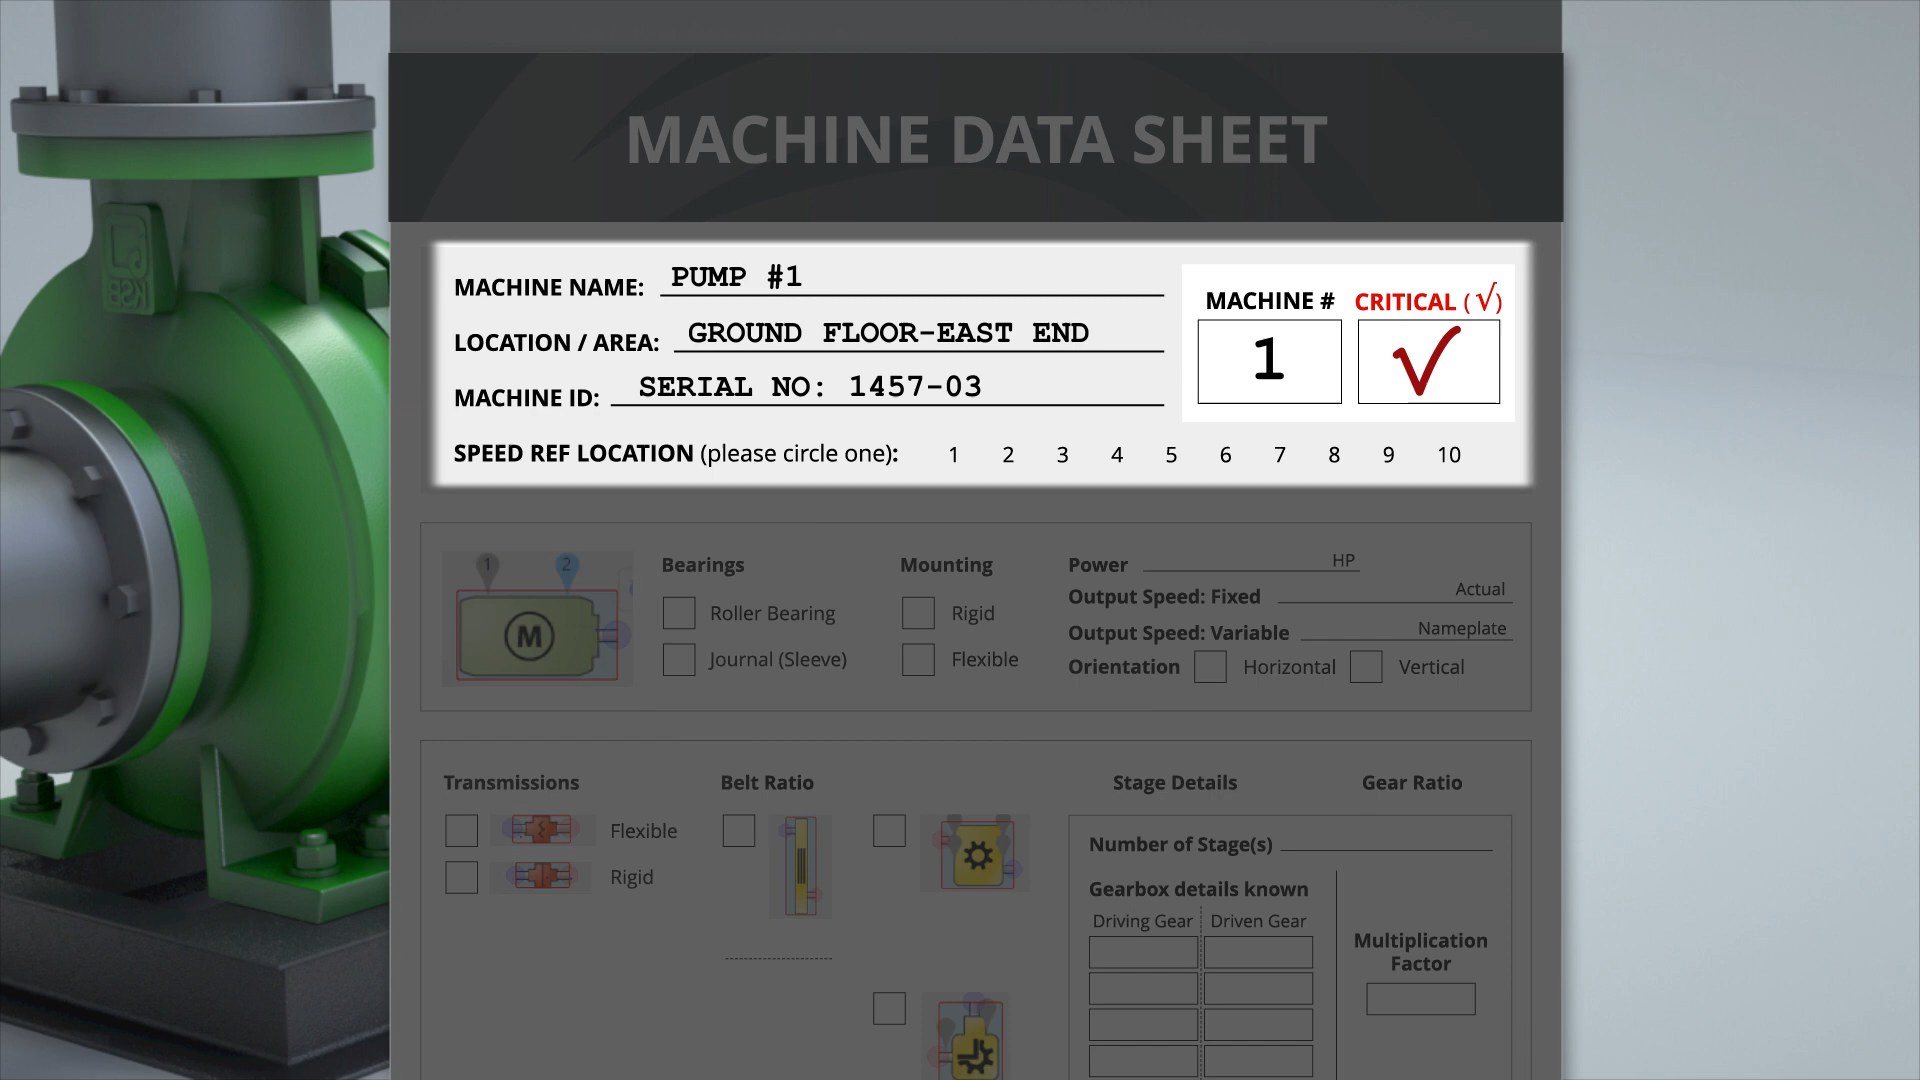 MACHINE DATA SHEET
MACHINE NAME: PUMP #1
LOCATION / AREA: GROUND FLOOR-EAST END
MACHINE ID: SERIAL NO: 1457-03
MACHINE # CRITICAL (√)
1 √
SPEED REF LOCATION (please circle one): 1 2 3 4 5 6 7 8 9 10
1 2
M
Bearings
Roller Bearing
Journal (Sleeve)
Mounting
Rigid
Flexible
Power HP
Output Speed: Fixed Actual
Output Speed: Variable Nameplate
Orientation Horizontal Vertical
Transmissions
Flexible
Rigid
Belt Ratio
Stage Details
Gear Ratio
Number of Stage(s)
Gearbox details known
Driving Gear Driven Gear
Multiplication
Factor
KSB